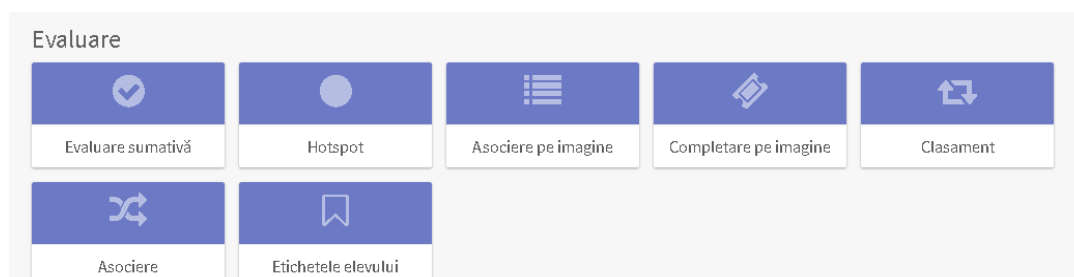 Evaluare
Evaluare sumativă
Hotspot
Asociere pe imagine
Completare pe imagine
Clasament
Asociere
Etichetele elevului